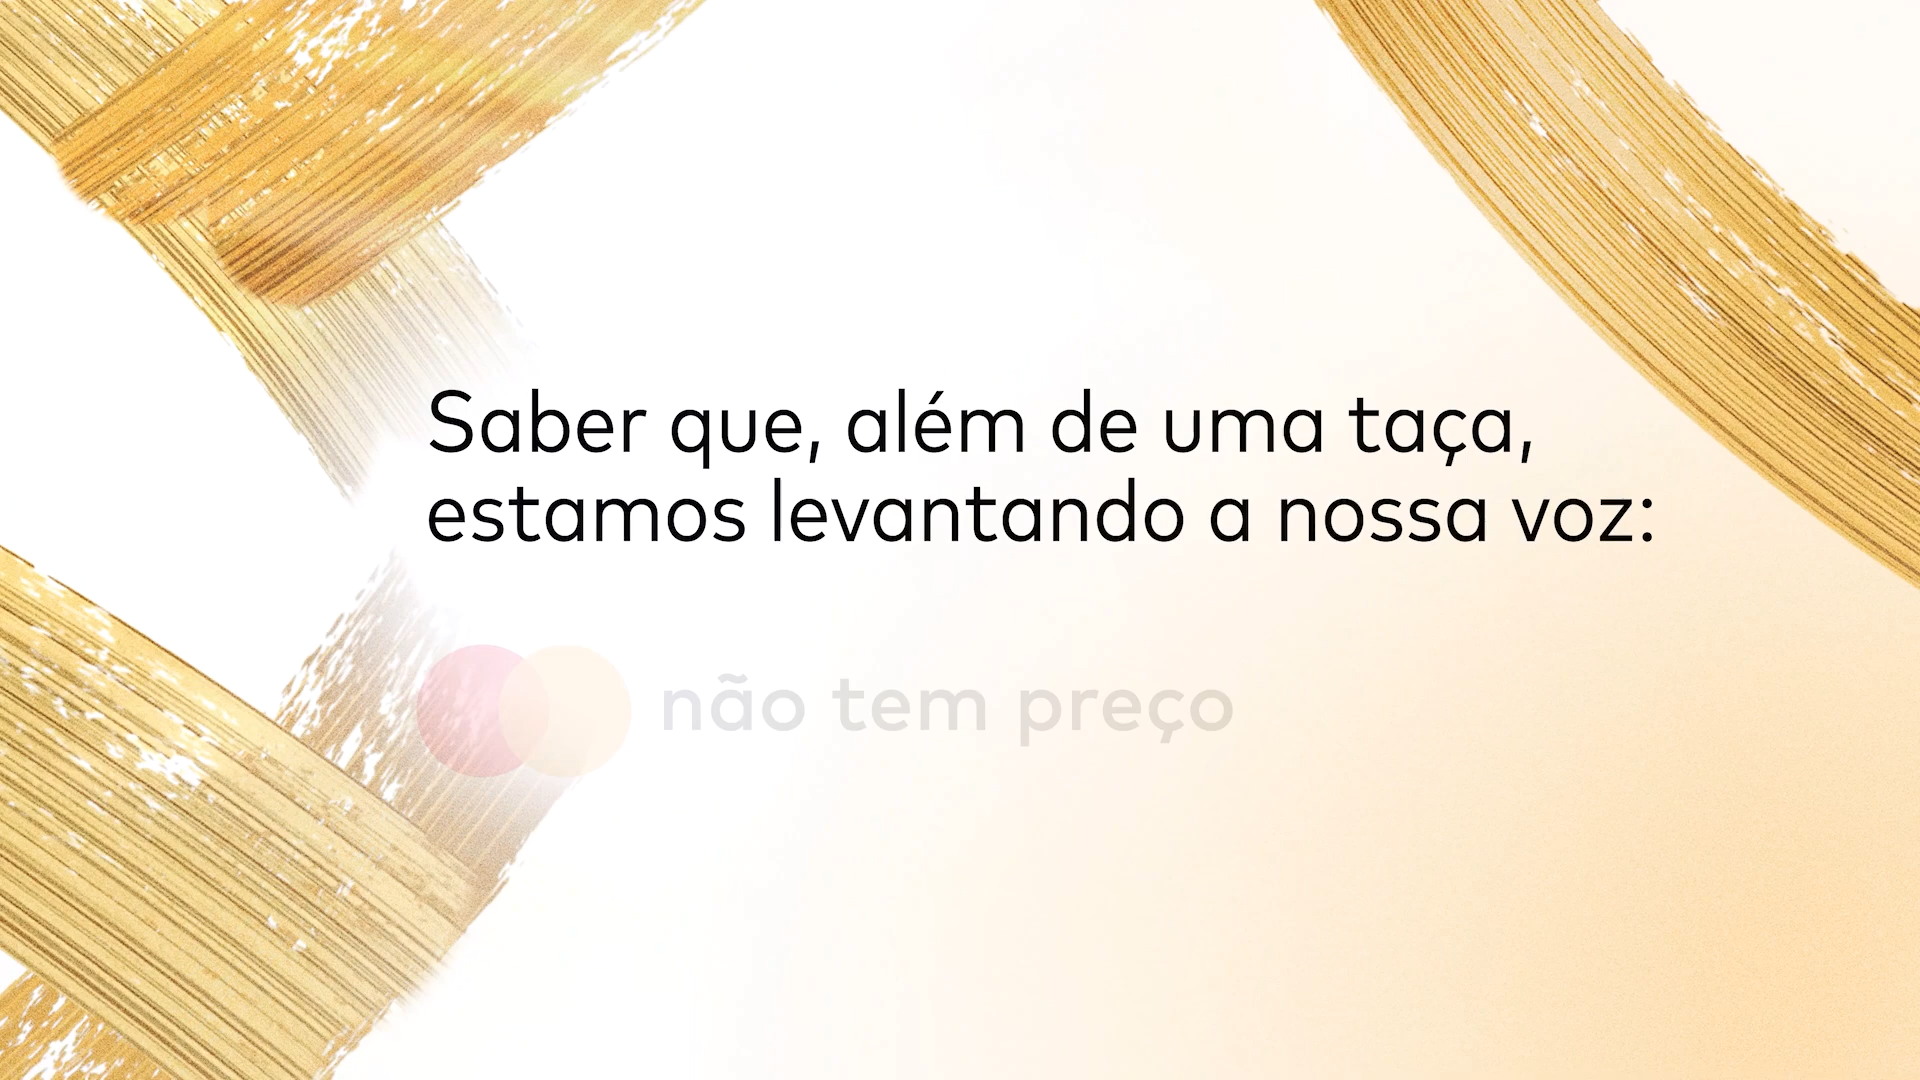 Saber que, além de uma taça,
estamos levantando a nossa voz:
não tem preço